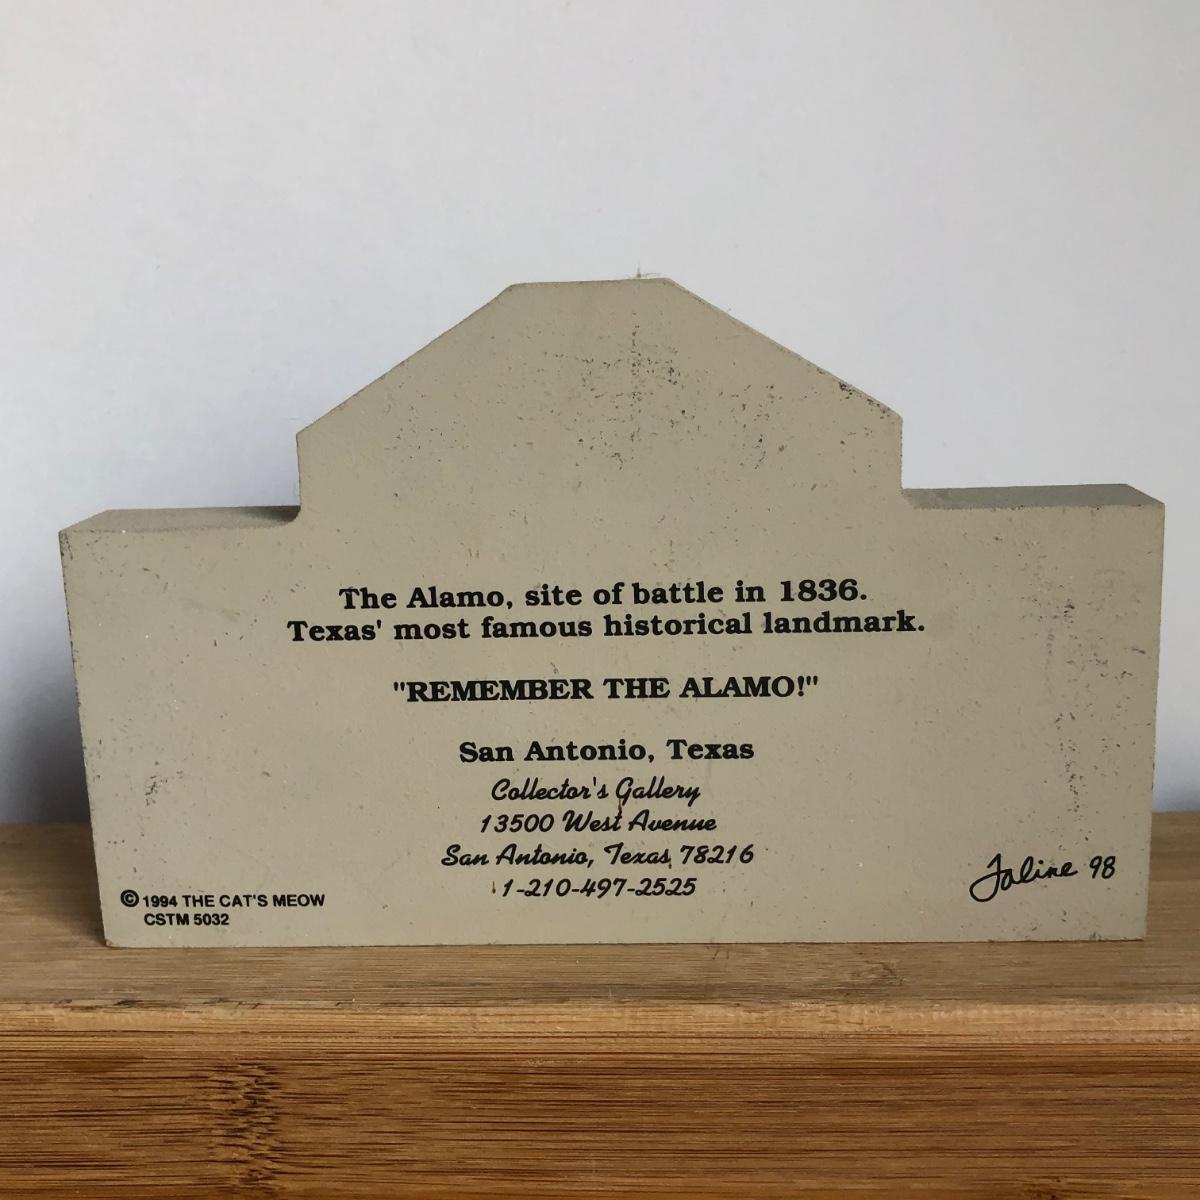 The Alamo, site of battle in 1836.
Texas' most famous historical landmark.
"REMEMBER THE ALAMO!"
San Antonio, Texas
Collector's Gallery
13500 West Avenue
San Antonio, Texas 78216
1-210-497-2525
© 1994 THE CAT'S MEOW
CSTM 5032
Faline 98